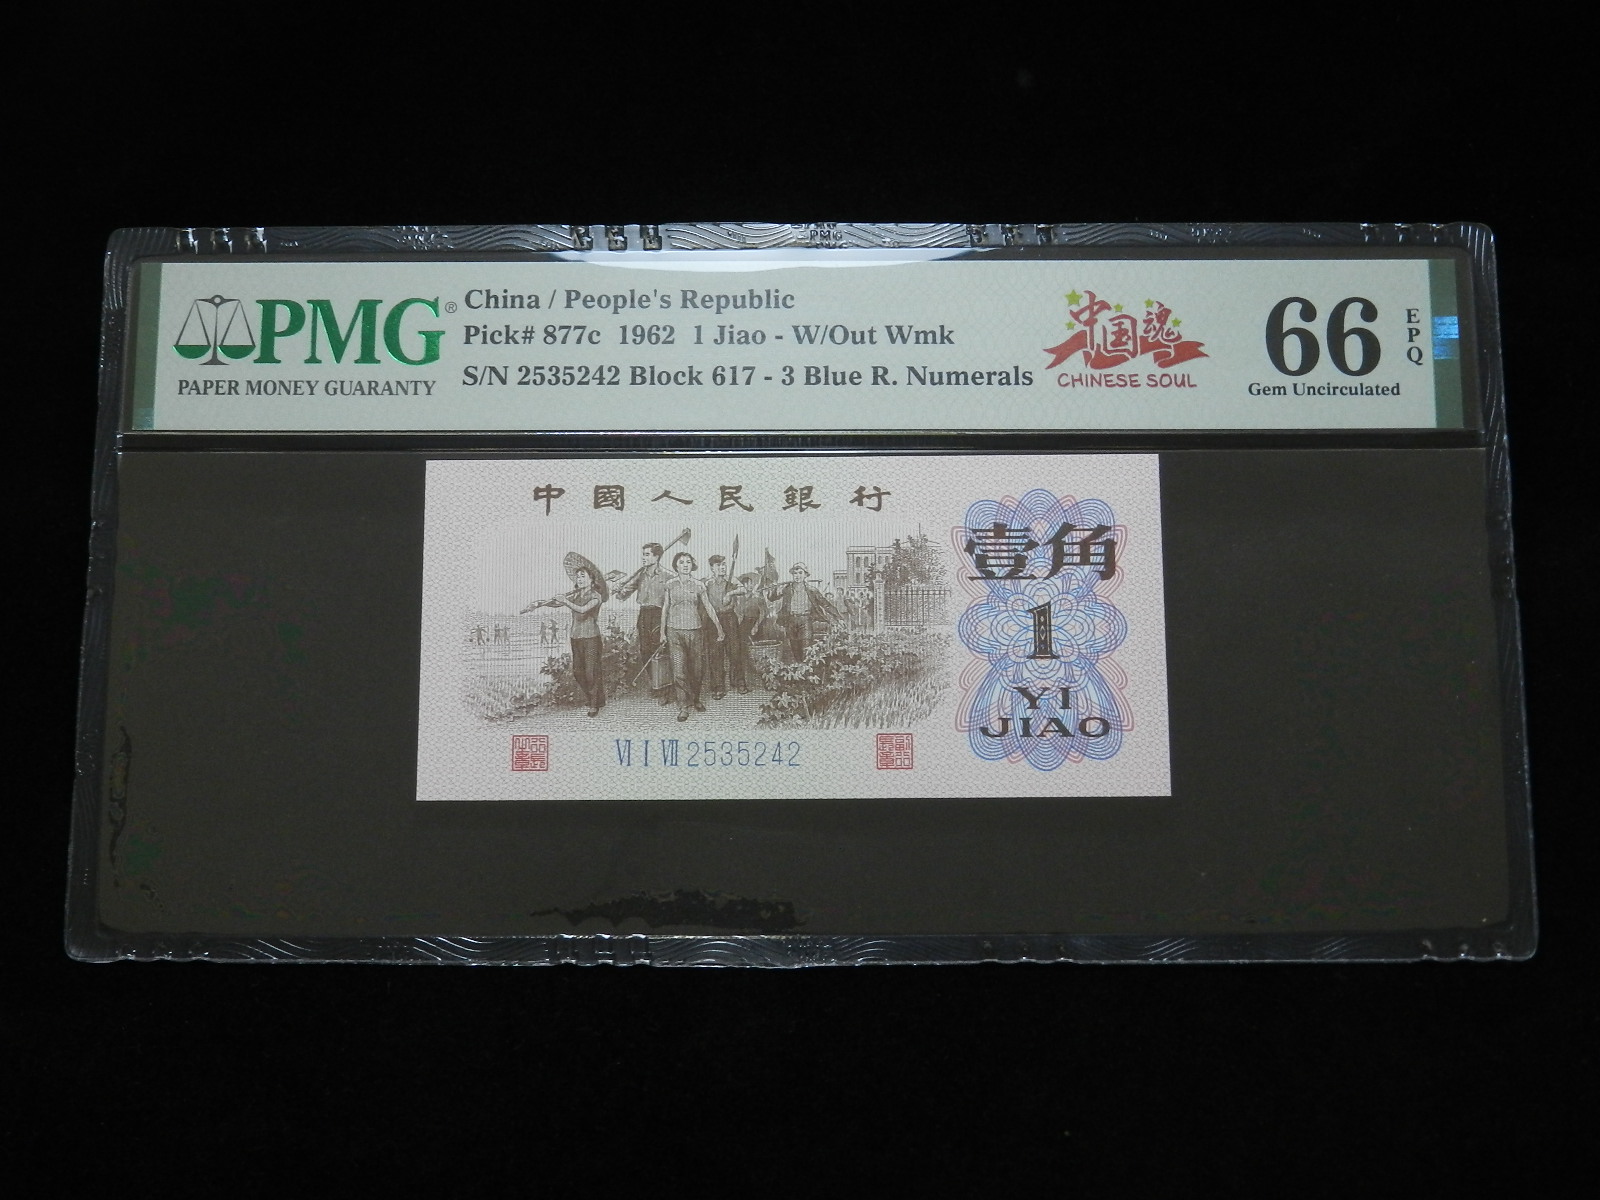 PMG®
PAPER MONEY GUARANTY
China / People's Republic
Pick# 877c 1962 1 Jiao - W/Out Wmk
S/N 2535242 Block 617 - 3 Blue R. Numerals
中国魂
CHINESE SOUL
66
EPQ
Gem Uncirculated
中國人民銀行
壹角
1
YI
JIAO
VI I VII 2535242